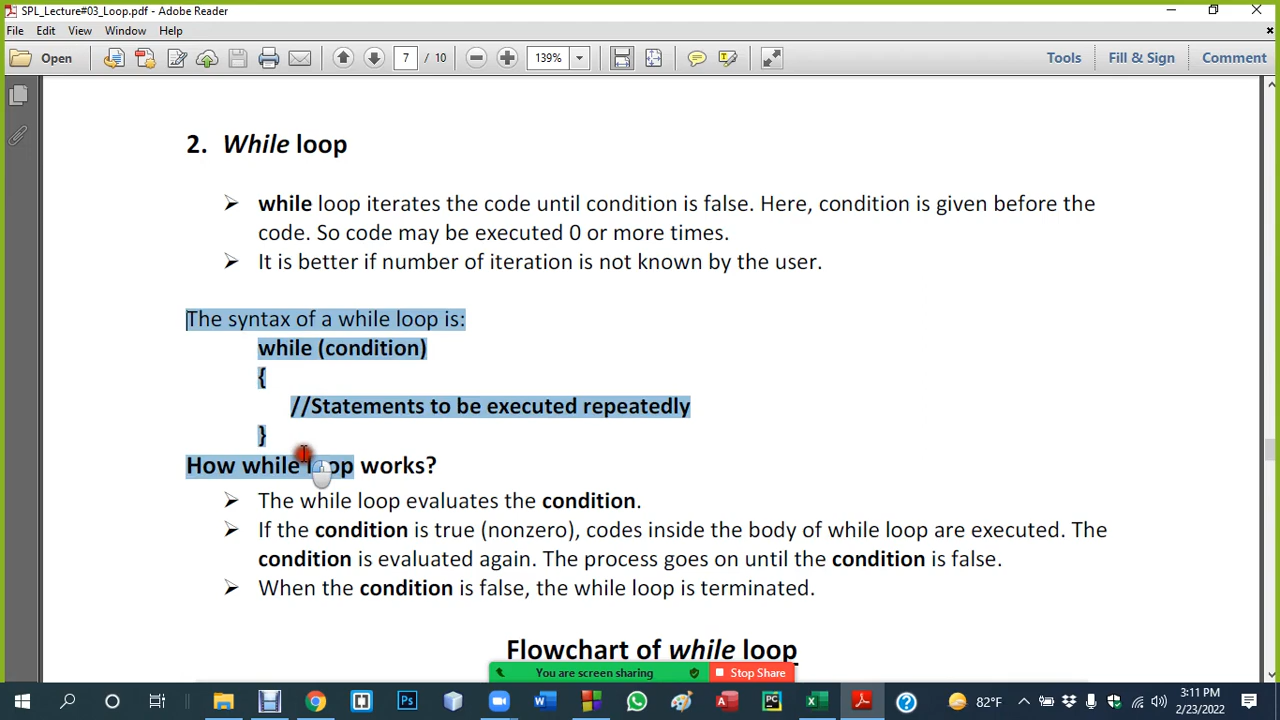 SPL_Lecture#03_Loop.pdf - Adobe Reader
File Edit View Window Help
Open 7 / 10 139% Tools Fill & Sign Comment
2. While loop
while loop iterates the code until condition is false. Here, condition is given before the
code. So code may be executed 0 or more times.
It is better if number of iteration is not known by the user.
The syntax of a while loop is:
while (condition)
{
//Statements to be executed repeatedly
}
How while loop works?
The while loop evaluates the condition.
If the condition is true (nonzero), codes inside the body of while loop are executed. The
condition is evaluated again. The process goes on until the condition is false.
When the condition is false, the while loop is terminated.
Flowchart of while loop
You are screen sharing Stop Share
82°F 3:11 PM
2/23/2022